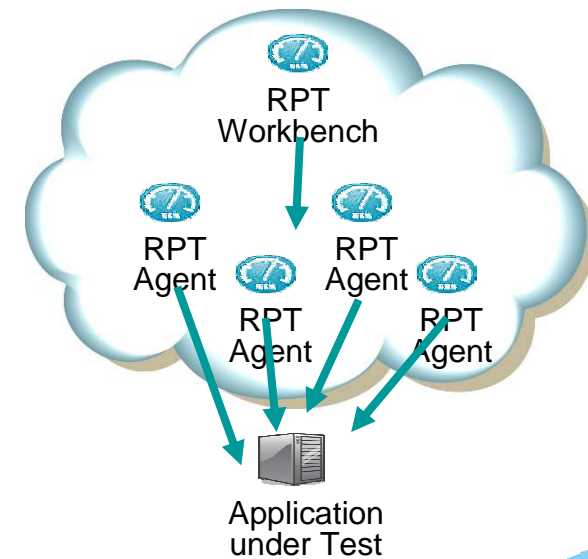 RPT
Workbench
RPT
Agent
RPT
Agent
RPT
Agent
RPT
Agent
Application
under Test